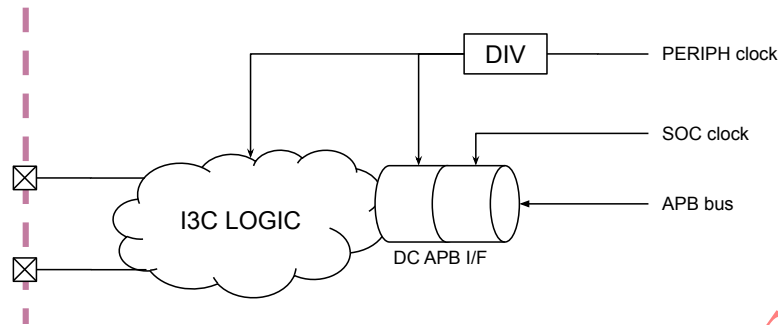 DIV
PERIPH clock
SOC clock
I3C LOGIC
APB bus
DC APB I/F